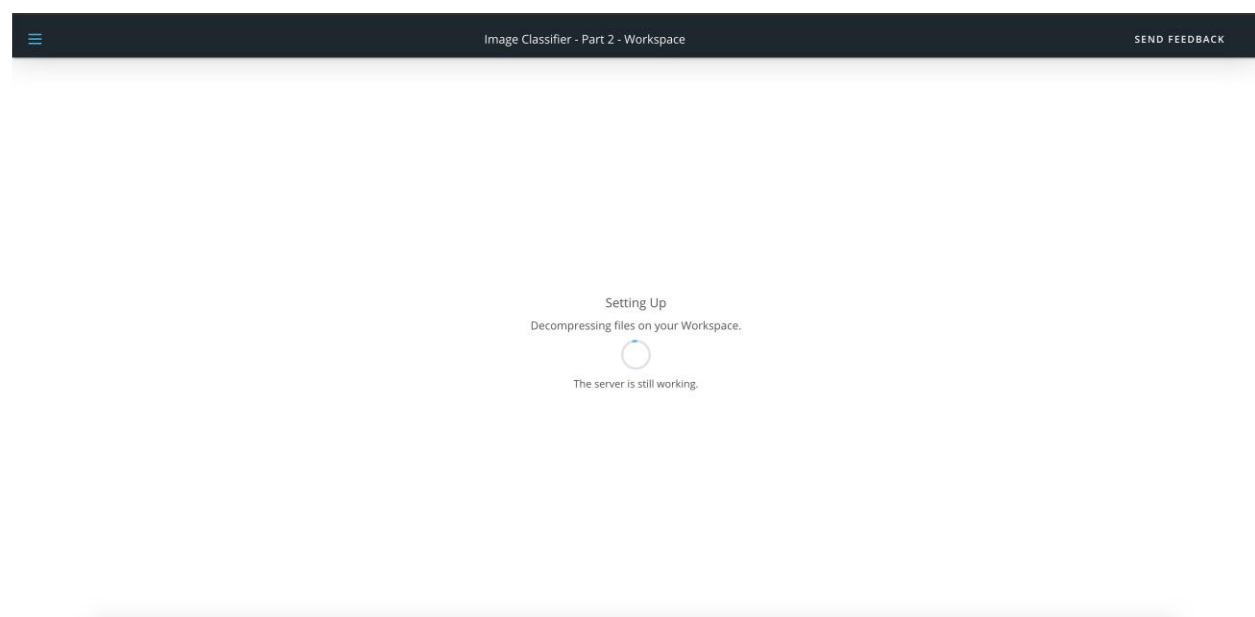 Image Classifier - Part 2 - Workspace
SEND FEEDBACK
Setting Up
Decompressing files on your Workspace.
The server is still working.